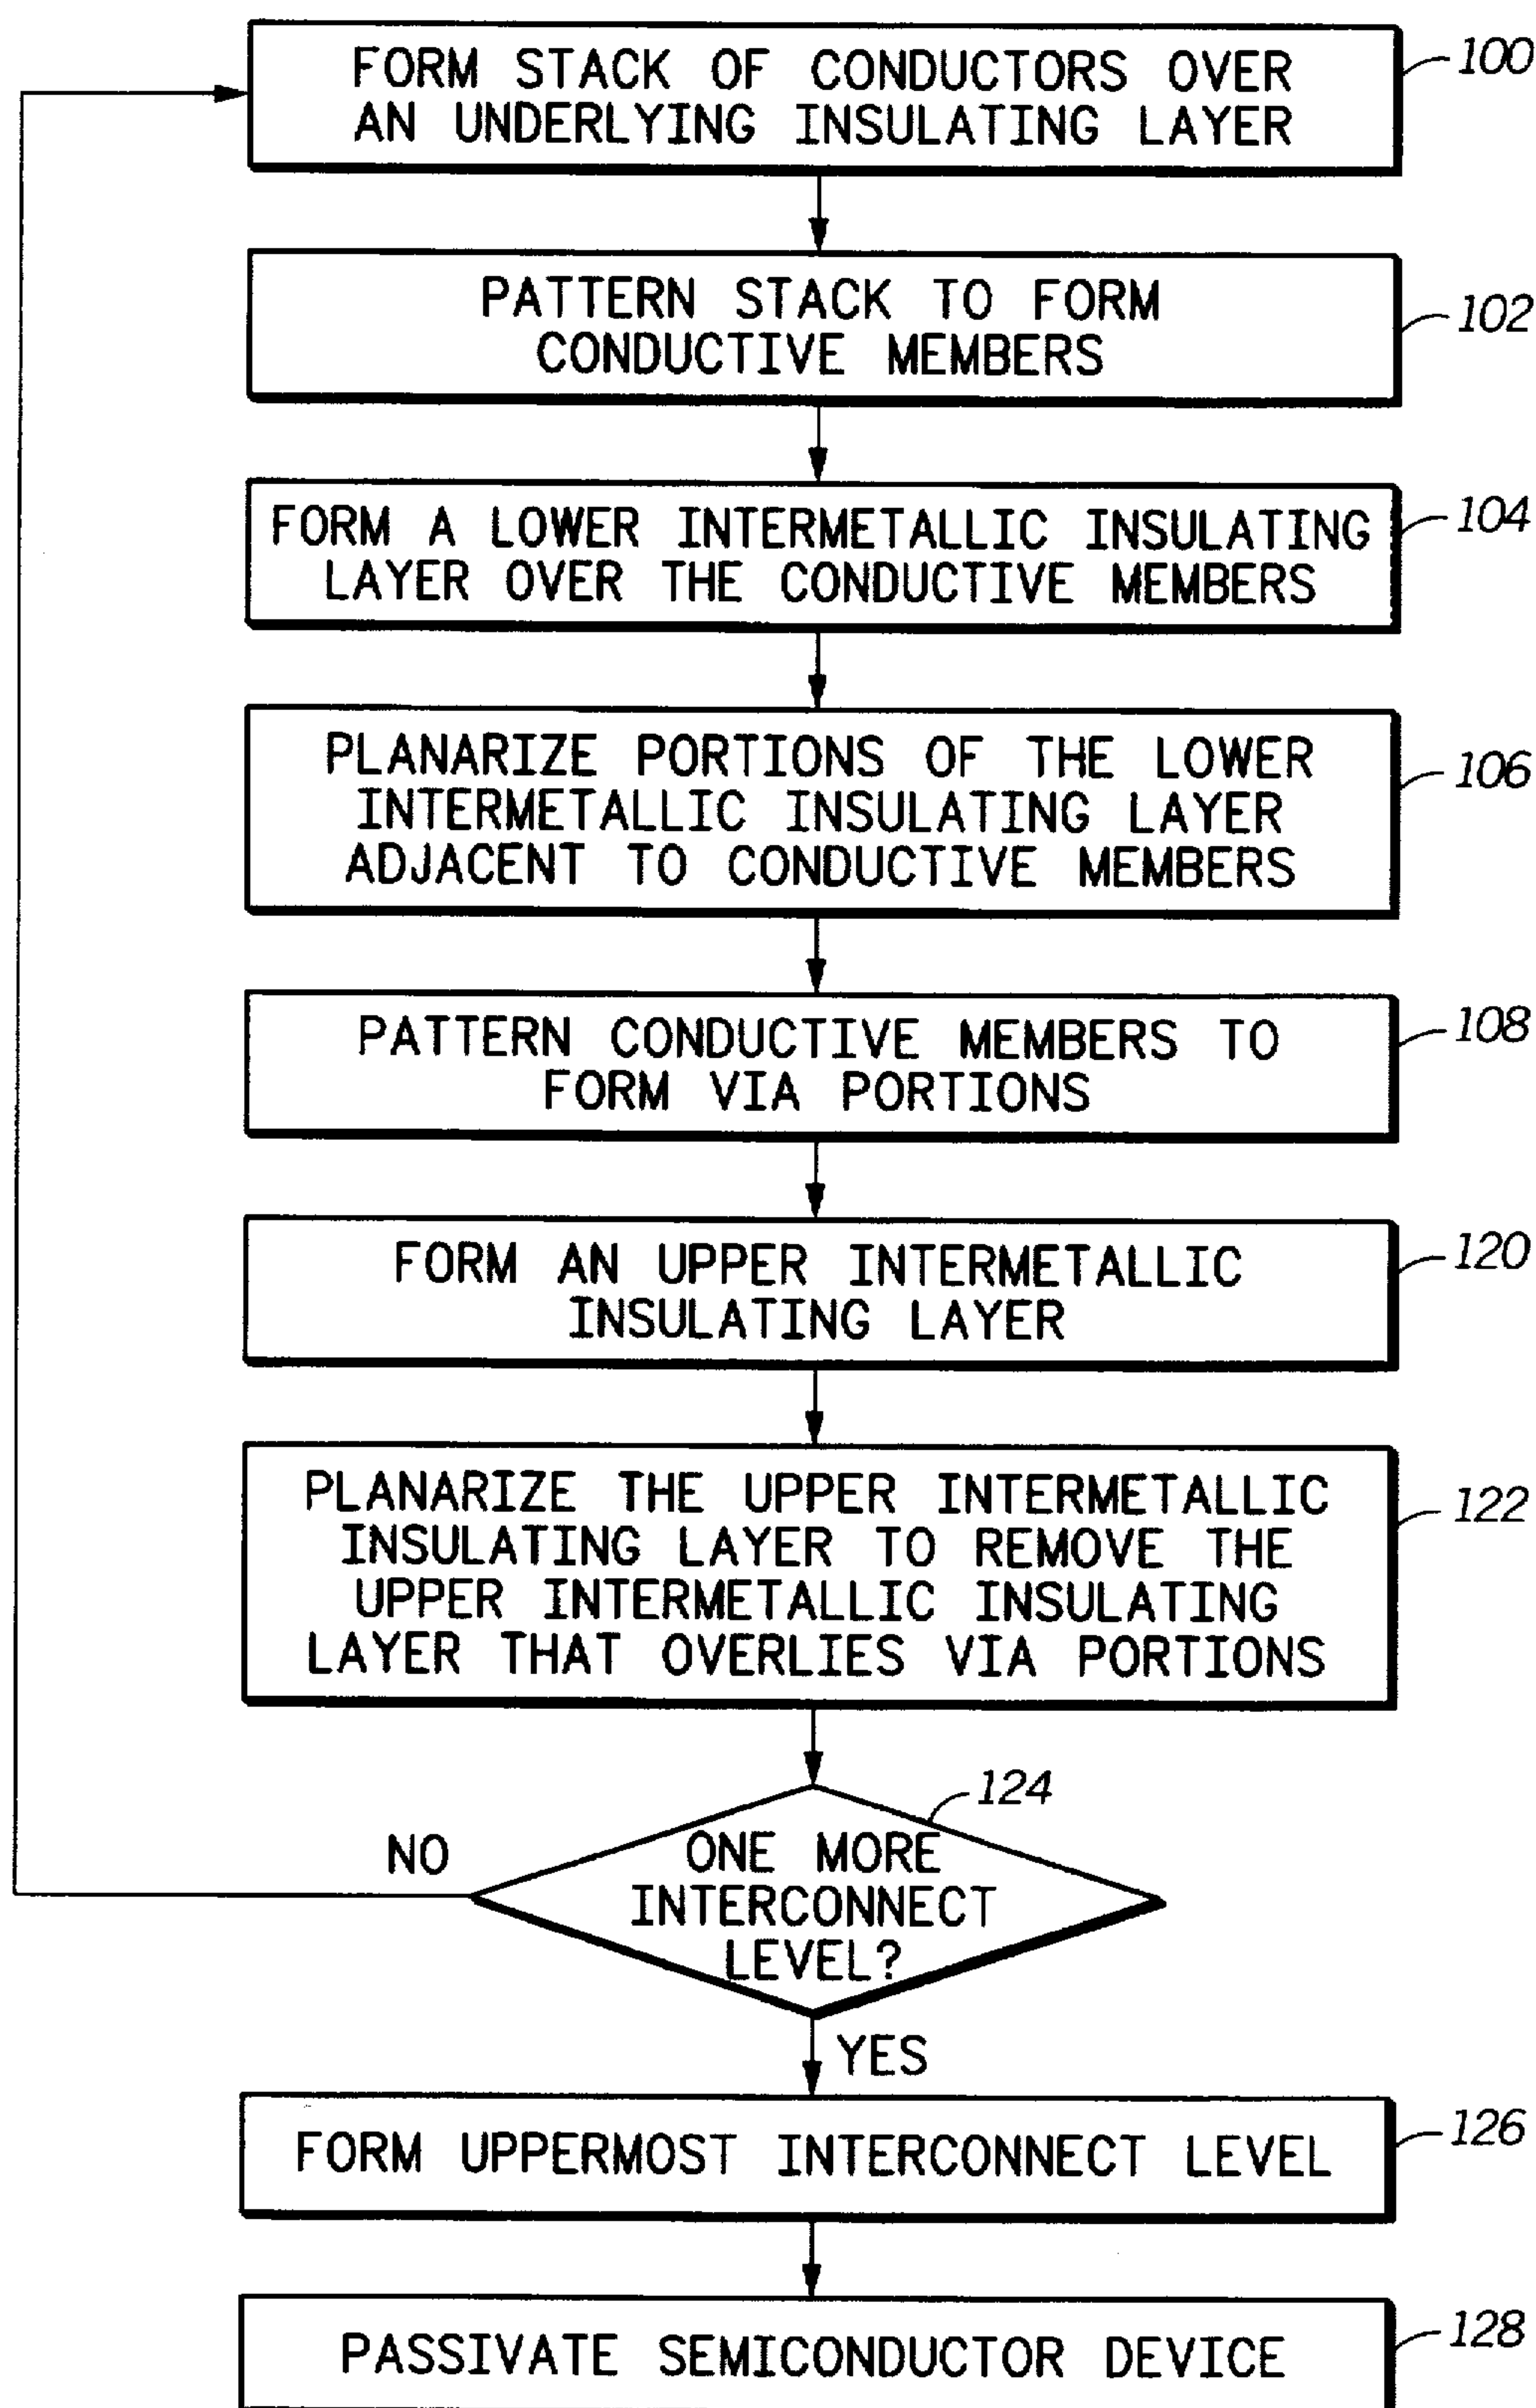 FORM STACK OF CONDUCTORS OVER
AN UNDERLYING INSULATING LAYER
100
PATTERN STACK TO FORM
CONDUCTIVE MEMBERS
102
FORM A LOWER INTERMETALLIC INSULATING
LAYER OVER THE CONDUCTIVE MEMBERS
104
PLANARIZE PORTIONS OF THE LOWER
INTERMETALLIC INSULATING LAYER
ADJACENT TO CONDUCTIVE MEMBERS
106
PATTERN CONDUCTIVE MEMBERS TO
FORM VIA PORTIONS
108
FORM AN UPPER INTERMETALLIC
INSULATING LAYER
120
PLANARIZE THE UPPER INTERMETALLIC
INSULATING LAYER TO REMOVE THE
UPPER INTERMETALLIC INSULATING
LAYER THAT OVERLIES VIA PORTIONS
122
124
NO
ONE MORE
INTERCONNECT
LEVEL?
YES
FORM UPPERMOST INTERCONNECT LEVEL
126
PASSIVATE SEMICONDUCTOR DEVICE
128